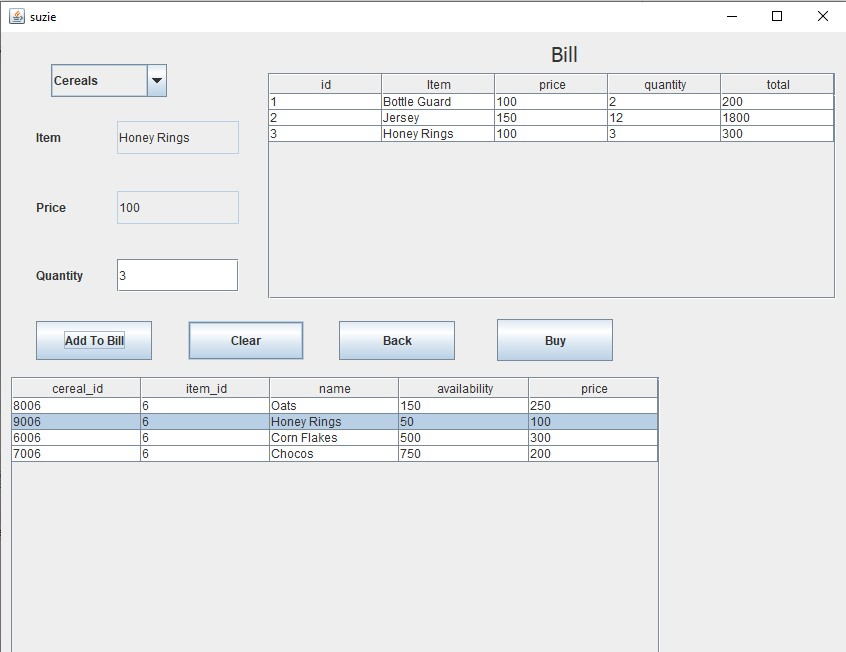 suzie
Bill
Cereals
id Item price quantity total
1 Bottle Guard 100 2 200
2 Jersey 150 12 1800
3 Honey Rings 100 3 300
Item Honey Rings
Price 100
Quantity 3
Add To Bill Clear Back Buy
cereal_id item_id name availability price
8006 6 Oats 150 250
9006 6 Honey Rings 50 100
6006 6 Corn Flakes 500 300
7006 6 Chocos 750 200